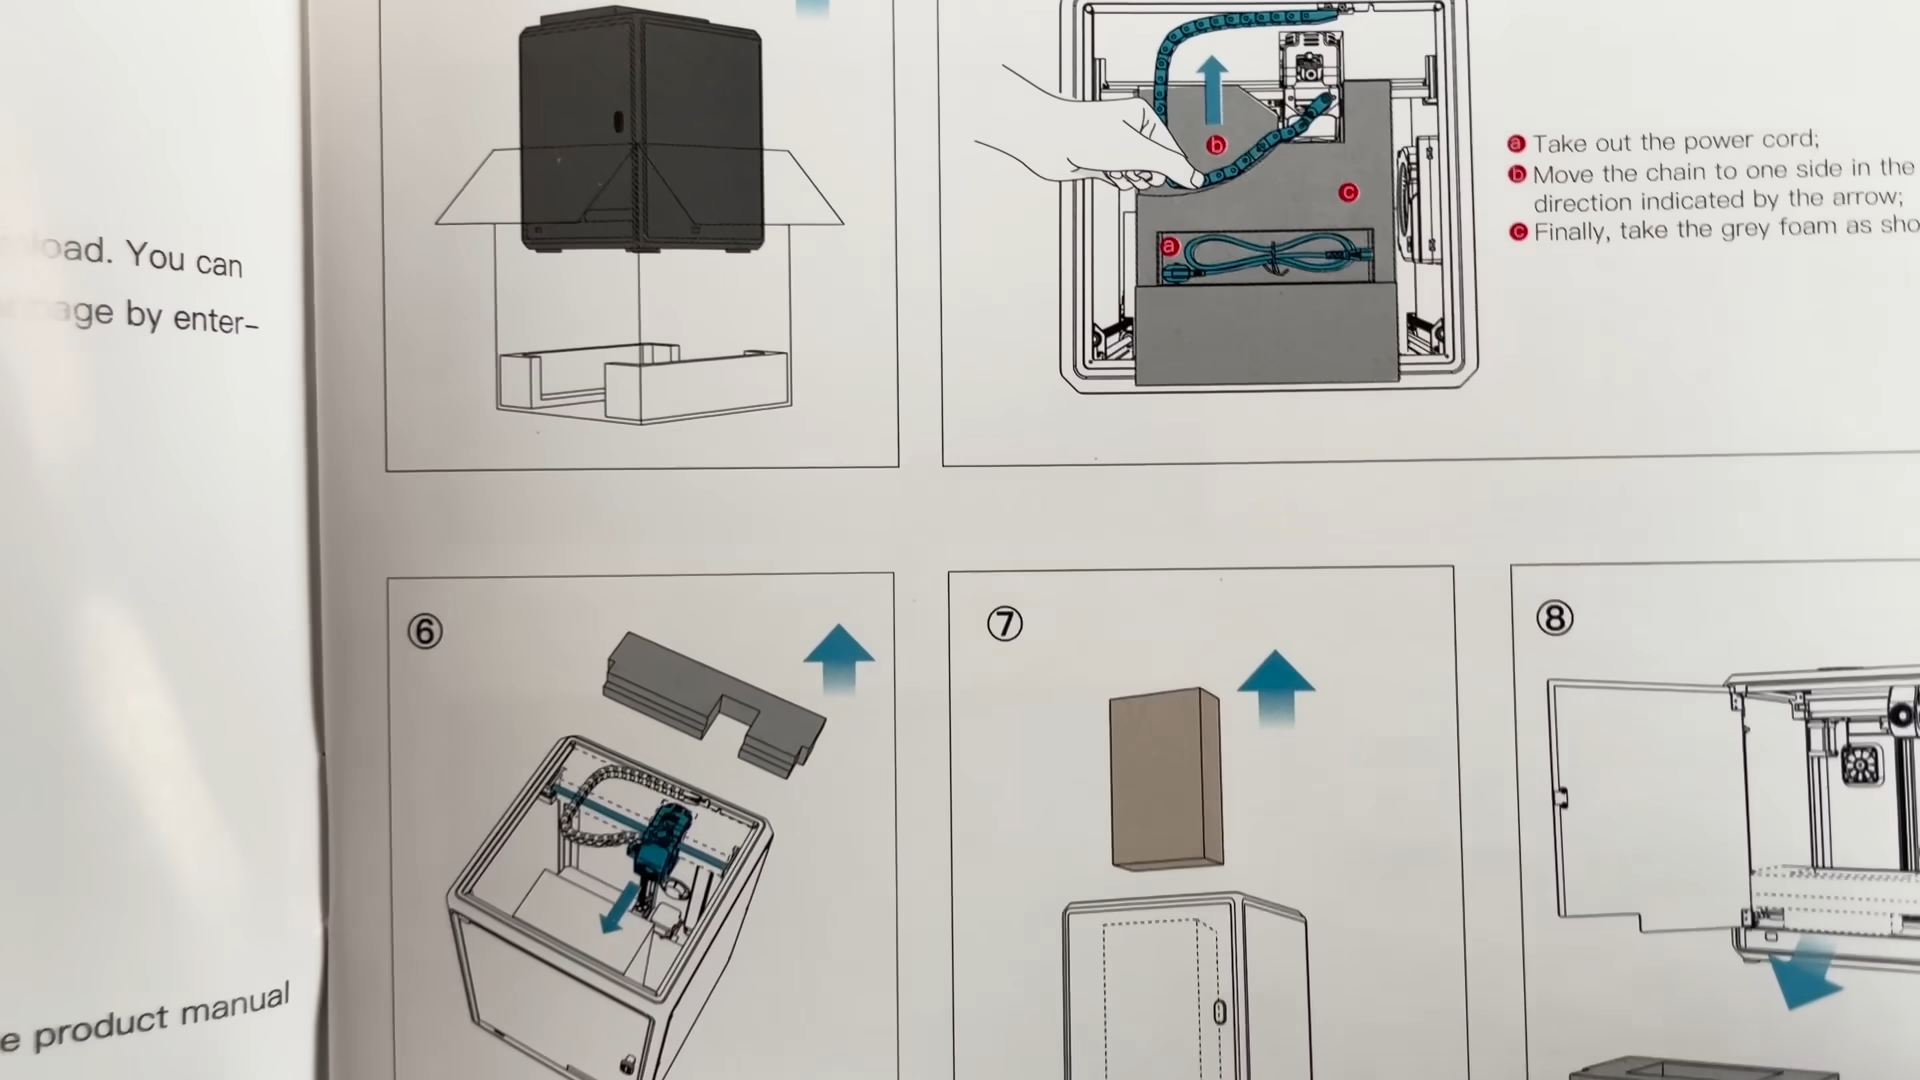 load. You can
age by enter-
e product manual
b
c
a
a Take out the power cord;
b Move the chain to one side in the
direction indicated by the arrow;
c Finally, take the grey foam as sho
⑥
⑦
⑧